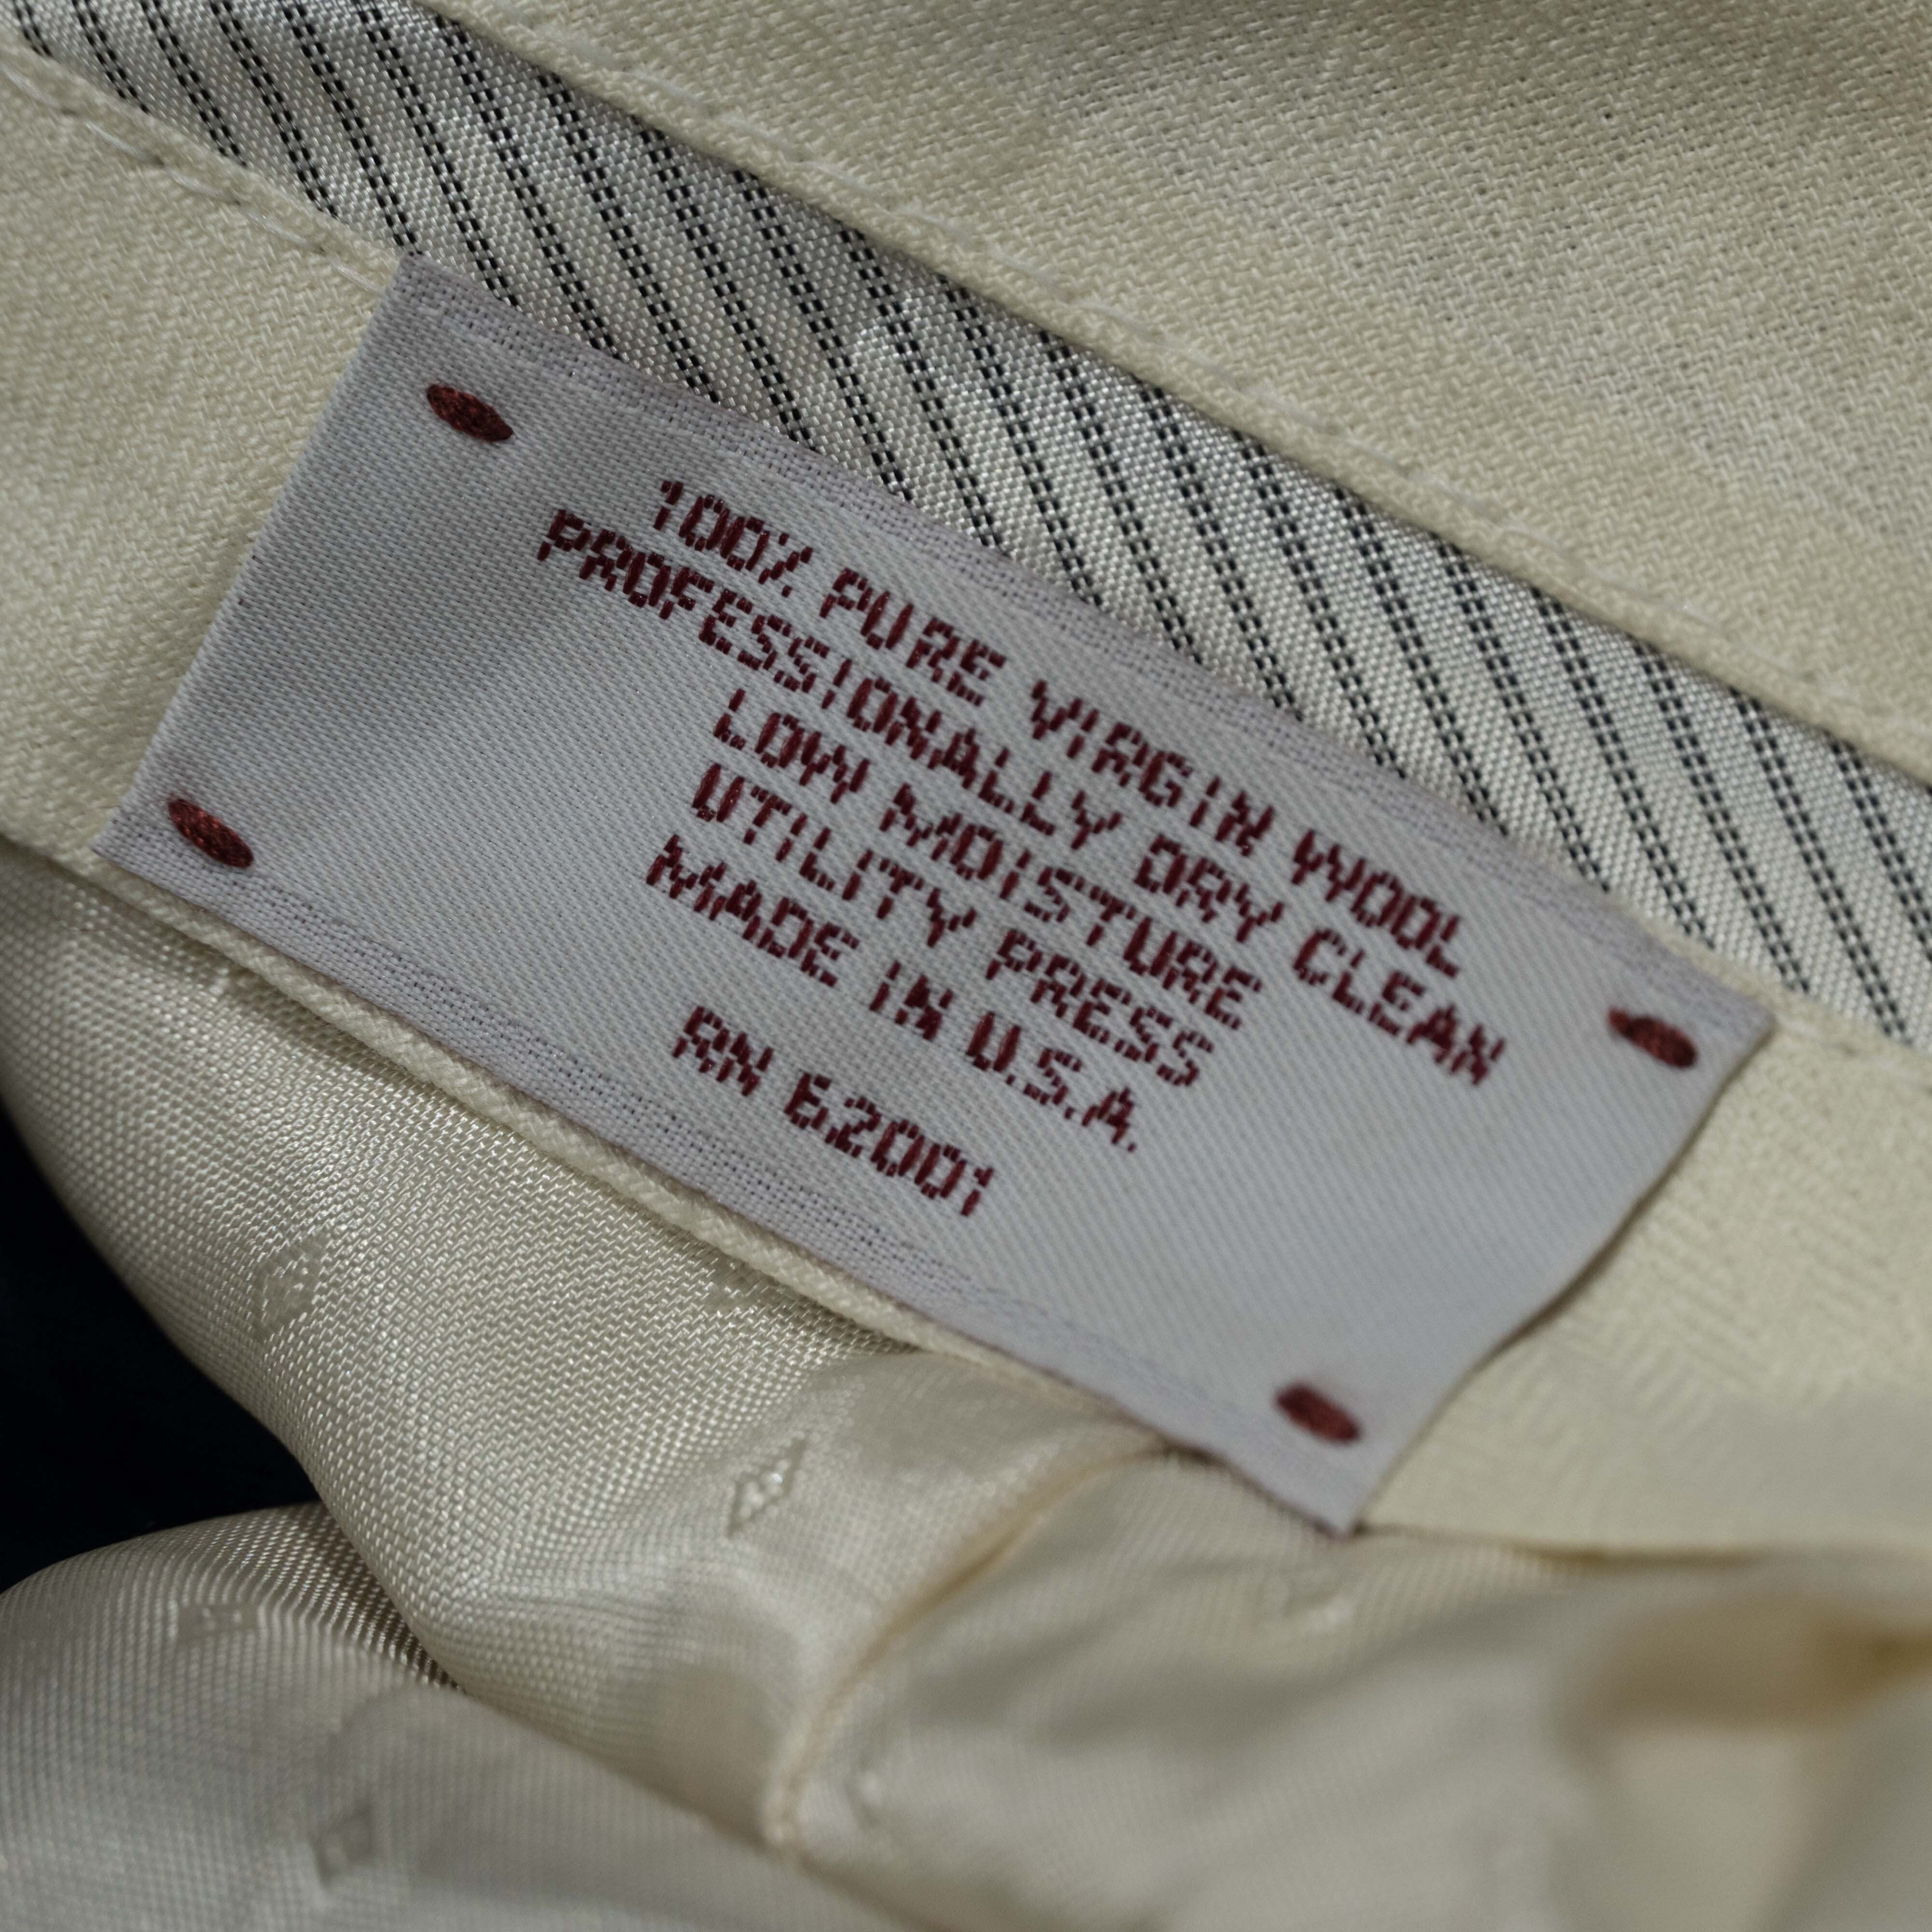 100% PURE VIRGIN WOOL
PROFESSIONALLY DRY CLEAN
LOW MOISTURE
UTILITY PRESS
MADE IN U.S.A.
RN 62001